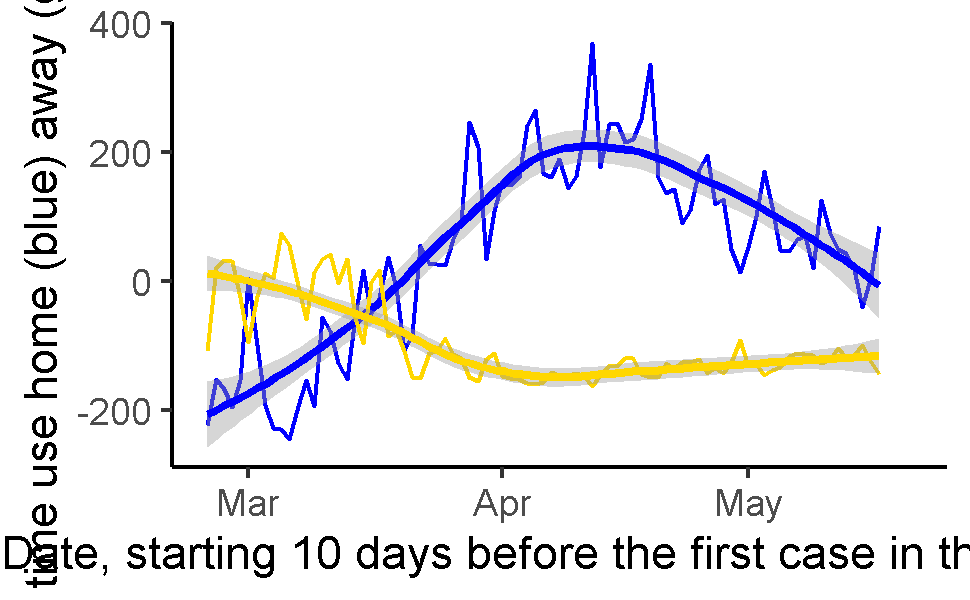 time use home (blue) away (
400
200
0
-200
Mar Apr May
Date, starting 10 days before the first case in th